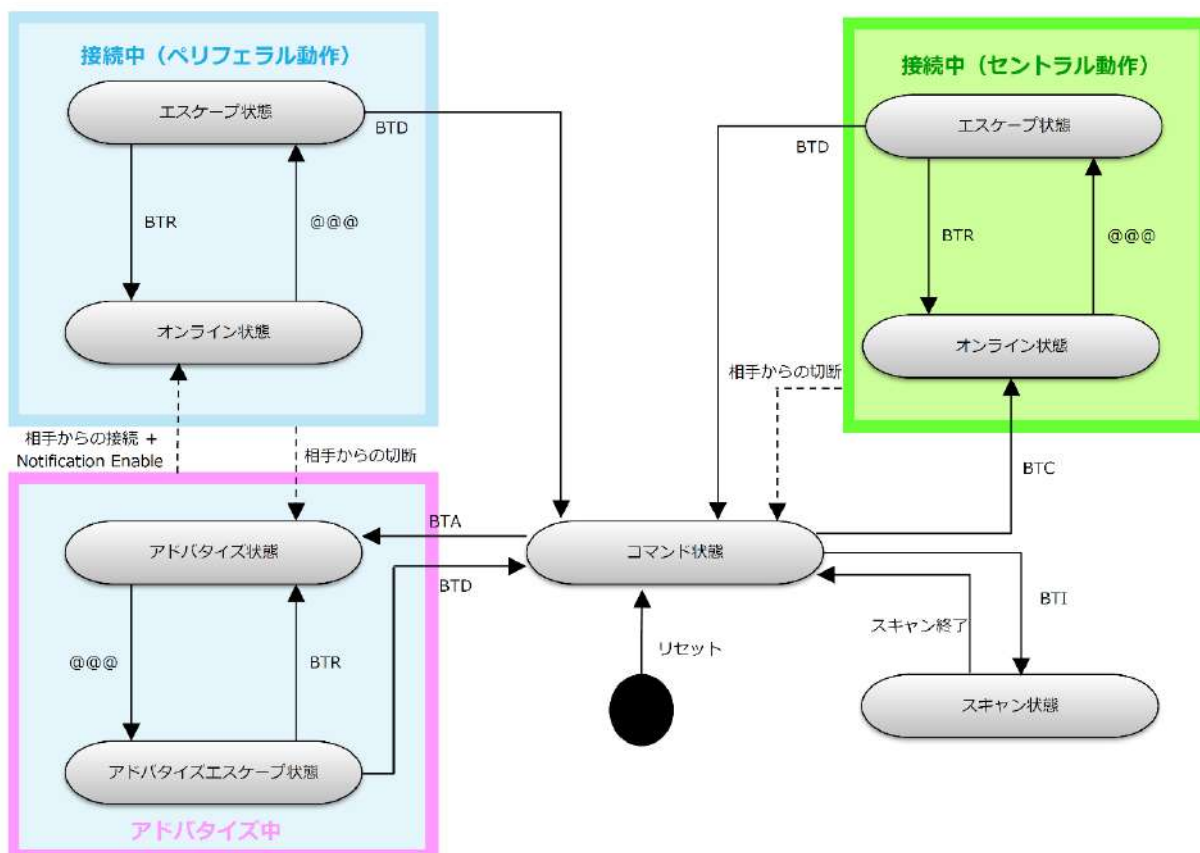 接続中（ペリフェラル動作）
エスケープ状態
BTD
BTR
@@@
オンライン状態
相手からの接続 +
Notification Enable
相手からの切断
接続中（セントラル動作）
エスケープ状態
BTD
BTR
@@@
オンライン状態
相手からの切断
BTC
アドバタイズ状態
BTA
BTD
コマンド状態
@@@
BTR
アドバタイズエスケープ状態
アドバタイズ中
リセット
BTI
スキャン終了
スキャン状態